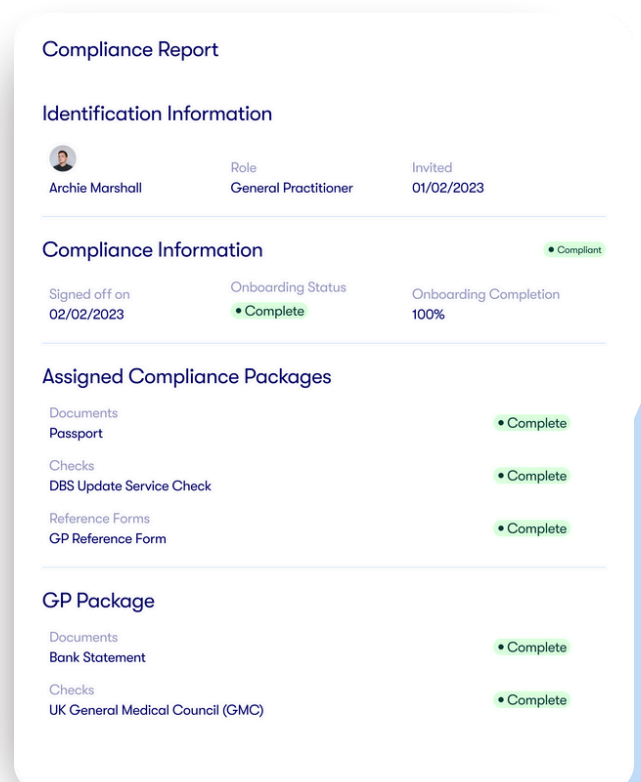 Compliance Report
Identification Information
Role
Invited
Archie Marshall
General Practitioner
01/02/2023
Compliance Information
• Compliant
Signed off on
Onboarding Status
Onboarding Completion
02/02/2023
• Complete
100%
Assigned Compliance Packages
Documents
Passport
• Complete
Checks
DBS Update Service Check
• Complete
Reference Forms
GP Reference Form
• Complete
GP Package
Documents
Bank Statement
• Complete
Checks
UK General Medical Council (GMC)
• Complete